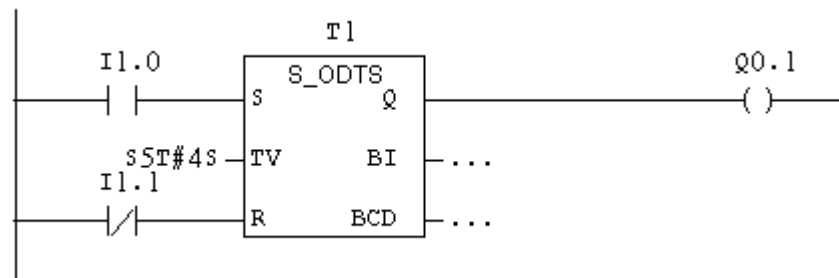 T1
I1.0
S_ODTS
Q0.1
S
Q
S5T#4S
TV
BI
...
I1.1
R
BCD
...